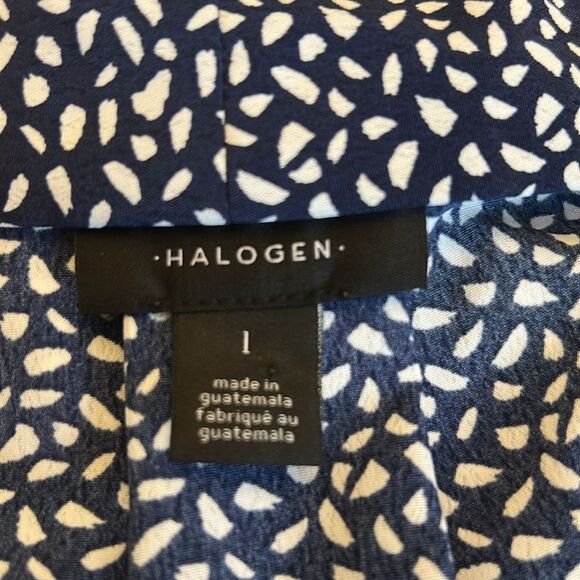 ·HALOGEN·
l
made in
guatemala
fabriqué au
guatemala